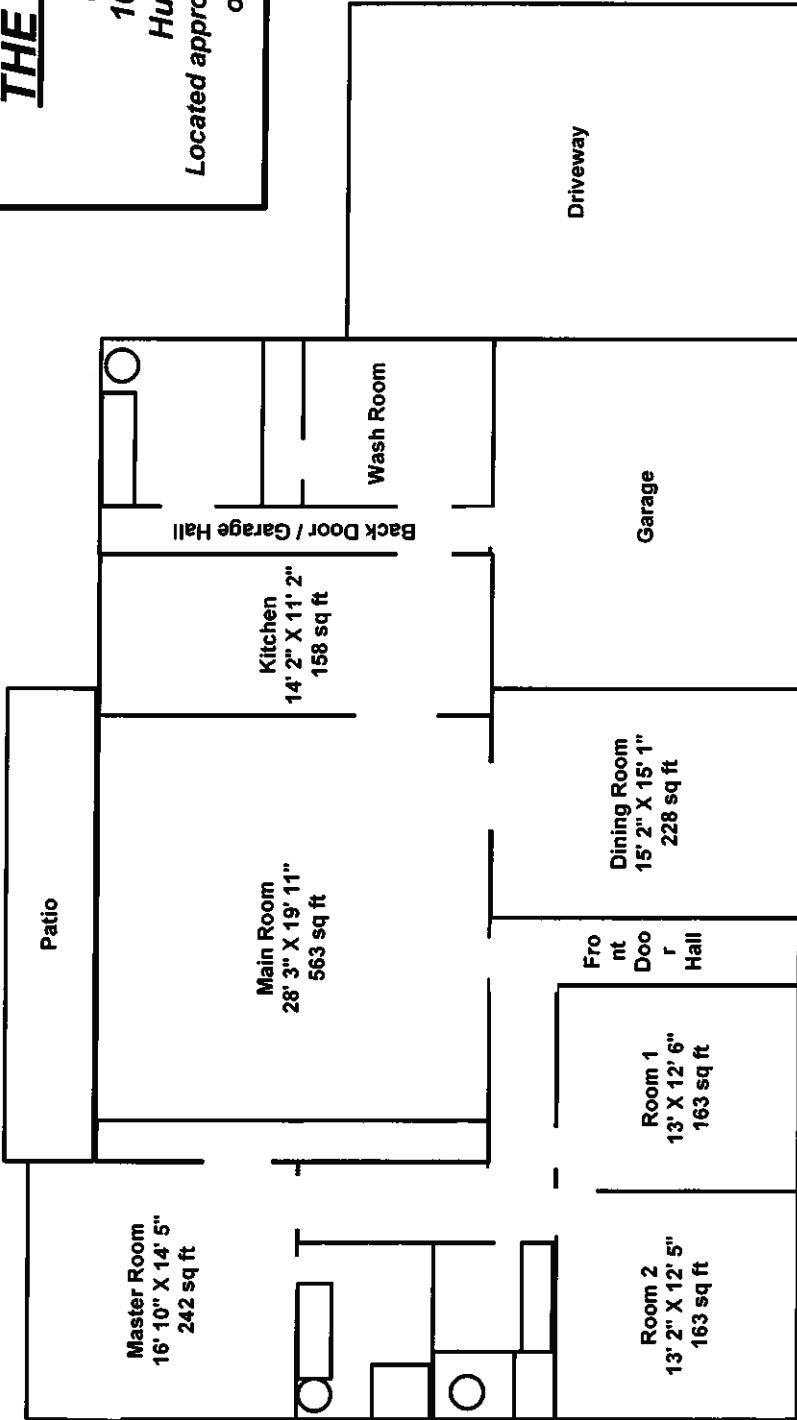 THE
10
Hu
Located appro
o
Driveway
Wash Room
Garage
Back Door / Garage Hall
Kitchen
14' 2" X 11' 2"
158 sq ft
Dining Room
15' 2" X 15' 1"
228 sq ft
Patio
Main Room
28' 3" X 19' 11"
563 sq ft
Fro
nt
Doo
r
Hall
Room 1
13' X 12' 6"
163 sq ft
Master Room
16' 10" X 14' 5"
242 sq ft
Room 2
13' 2" X 12' 5"
163 sq ft